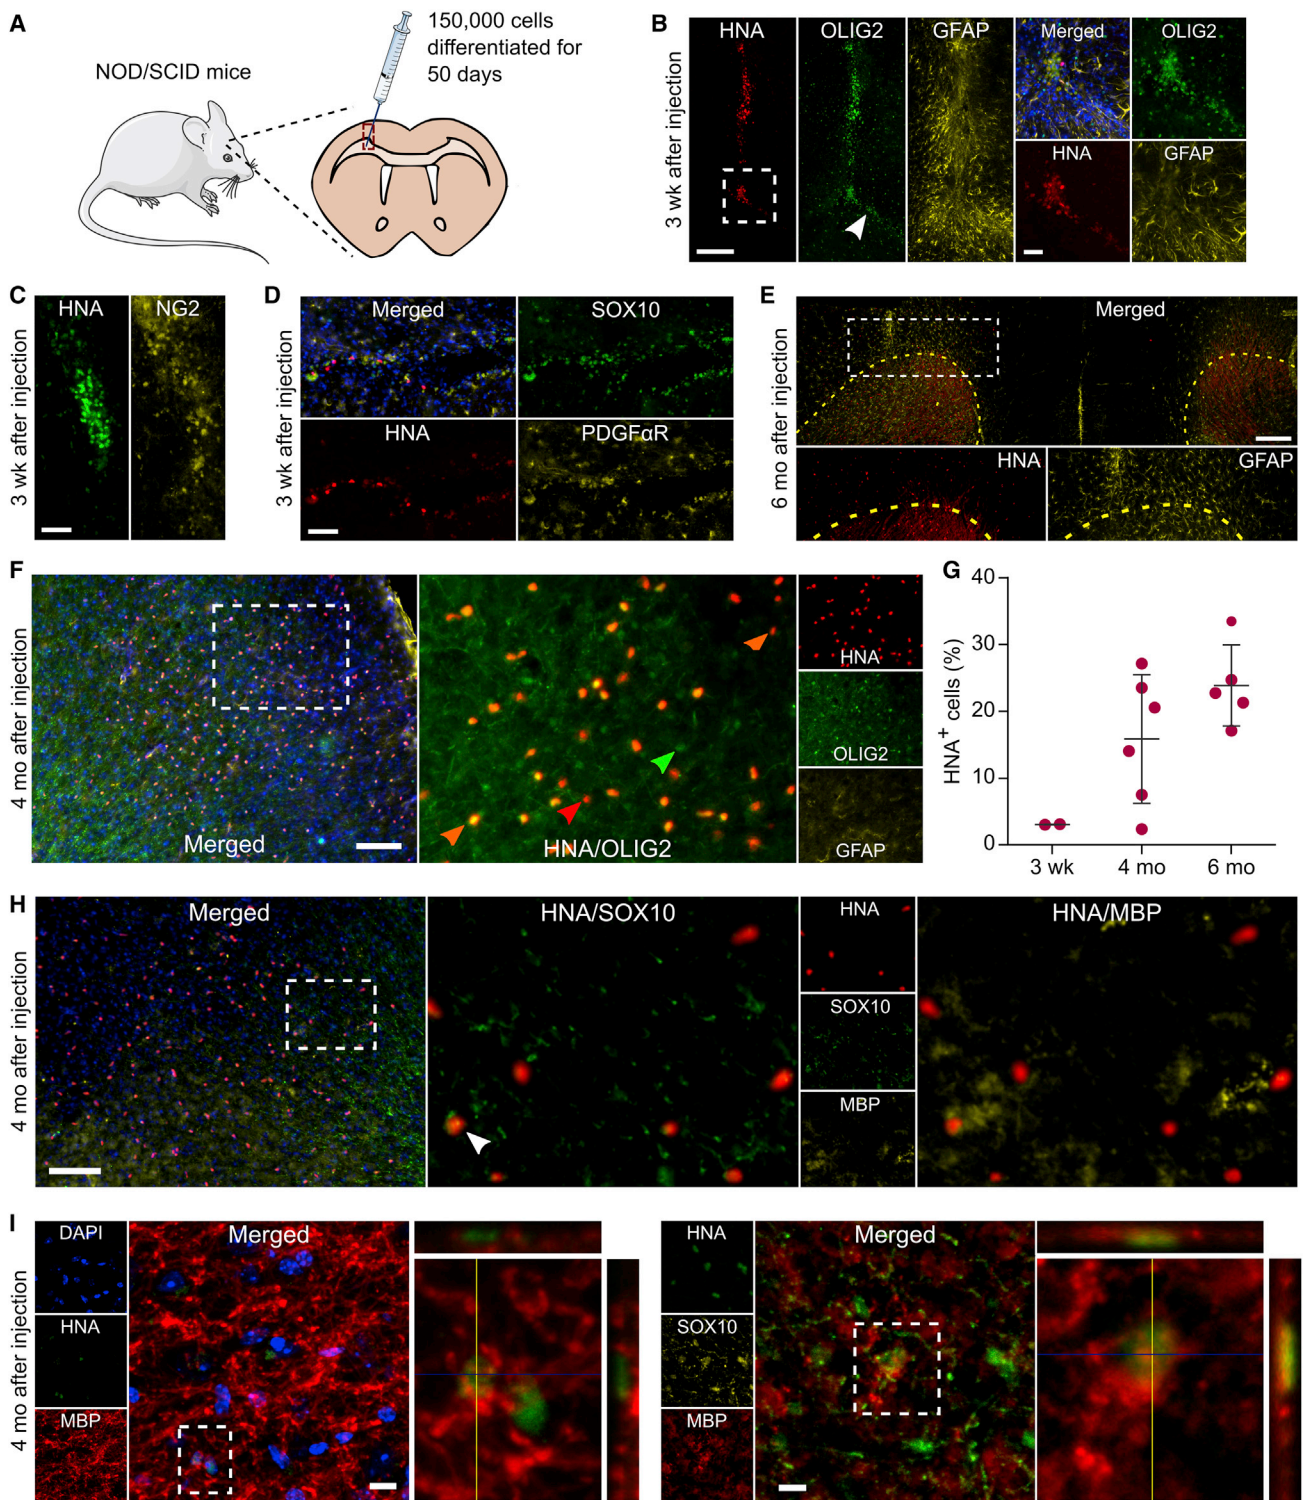 A
NOD/SCID mice
150,000 cells
differentiated for
50 days
B
3 wk after injection
HNA
OLIG2
GFAP
Merged
OLIG2
HNA
GFAP
C
3 wk after injection
HNA
NG2
D
3 wk after injection
Merged
SOX10
HNA
PDGFαR
E
6 mo after injection
Merged
HNA
GFAP
F
4 mo after injection
Merged
HNA/OLIG2
HNA
OLIG2
GFAP
G
HNA⁺ cells (%)
40
30
20
10
0
3 wk
4 mo
6 mo
H
4 mo after injection
Merged
HNA/SOX10
HNA
SOX10
MBP
HNA/MBP
I
4 mo after injection
DAPI
HNA
MBP
Merged
HNA
SOX10
MBP
Merged